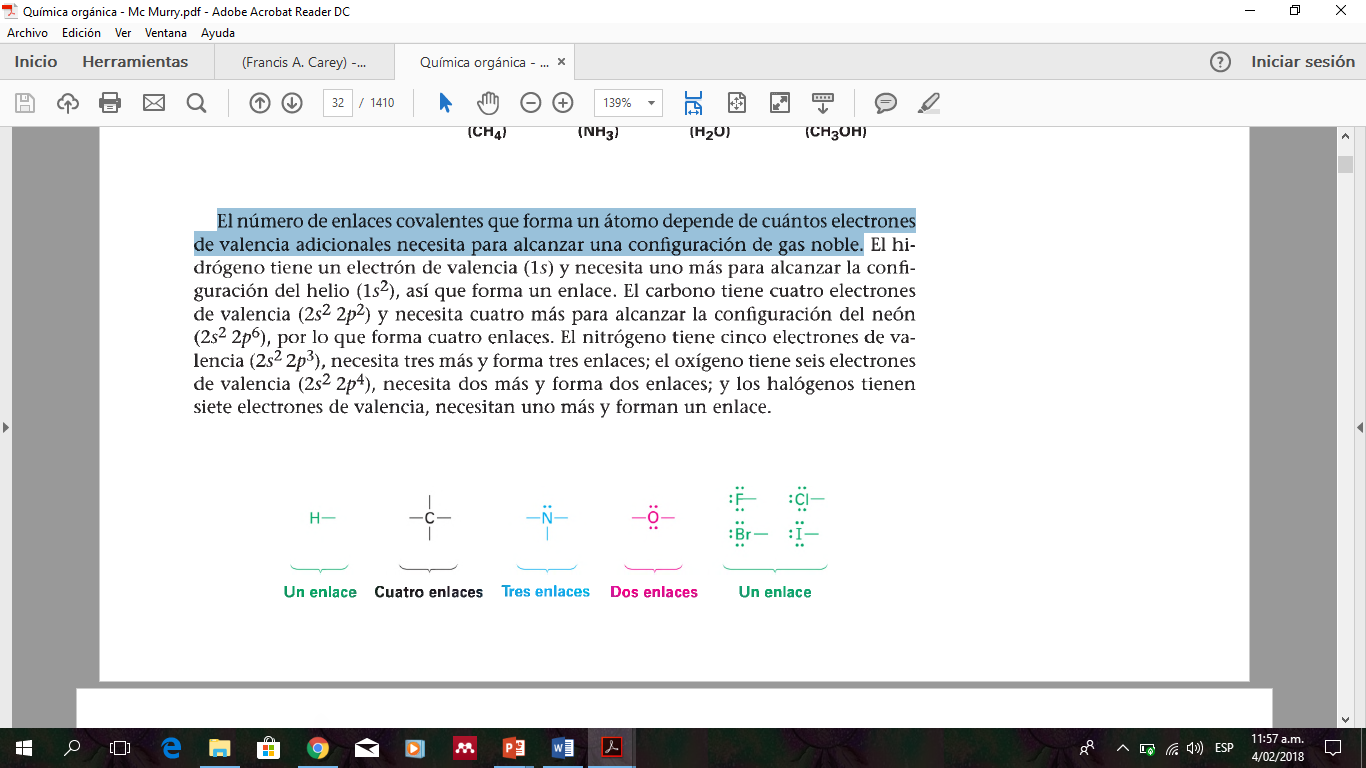 Química orgánica - Mc Murry.pdf - Adobe Acrobat Reader DC
Archivo Edición Ver Ventana Ayuda
Inicio Herramientas (Francis A. Carey) -... Química orgánica - ... × ? Iniciar sesión
32 / 1410 139%
(CH4) (NH3) (H2O) (CH3OH)
El número de enlaces covalentes que forma un átomo depende de cuántos electrones
de valencia adicionales necesita para alcanzar una configuración de gas noble. El hi-
drógeno tiene un electrón de valencia (1s) y necesita uno más para alcanzar la confi-
guración del helio (1s²), así que forma un enlace. El carbono tiene cuatro electrones
de valencia (2s² 2p²) y necesita cuatro más para alcanzar la configuración del neón
(2s² 2p⁶), por lo que forma cuatro enlaces. El nitrógeno tiene cinco electrones de va-
lencia (2s² 2p³), necesita tres más y forma tres enlaces; el oxígeno tiene seis electrones
de valencia (2s² 2p⁴), necesita dos más y forma dos enlaces; y los halógenos tienen
siete electrones de valencia, necesitan uno más y forman un enlace.
F Cl
H C N O
Br I
Un enlace Cuatro enlaces Tres enlaces Dos enlaces Un enlace
ESP
11:57 a.m.
4/02/2018